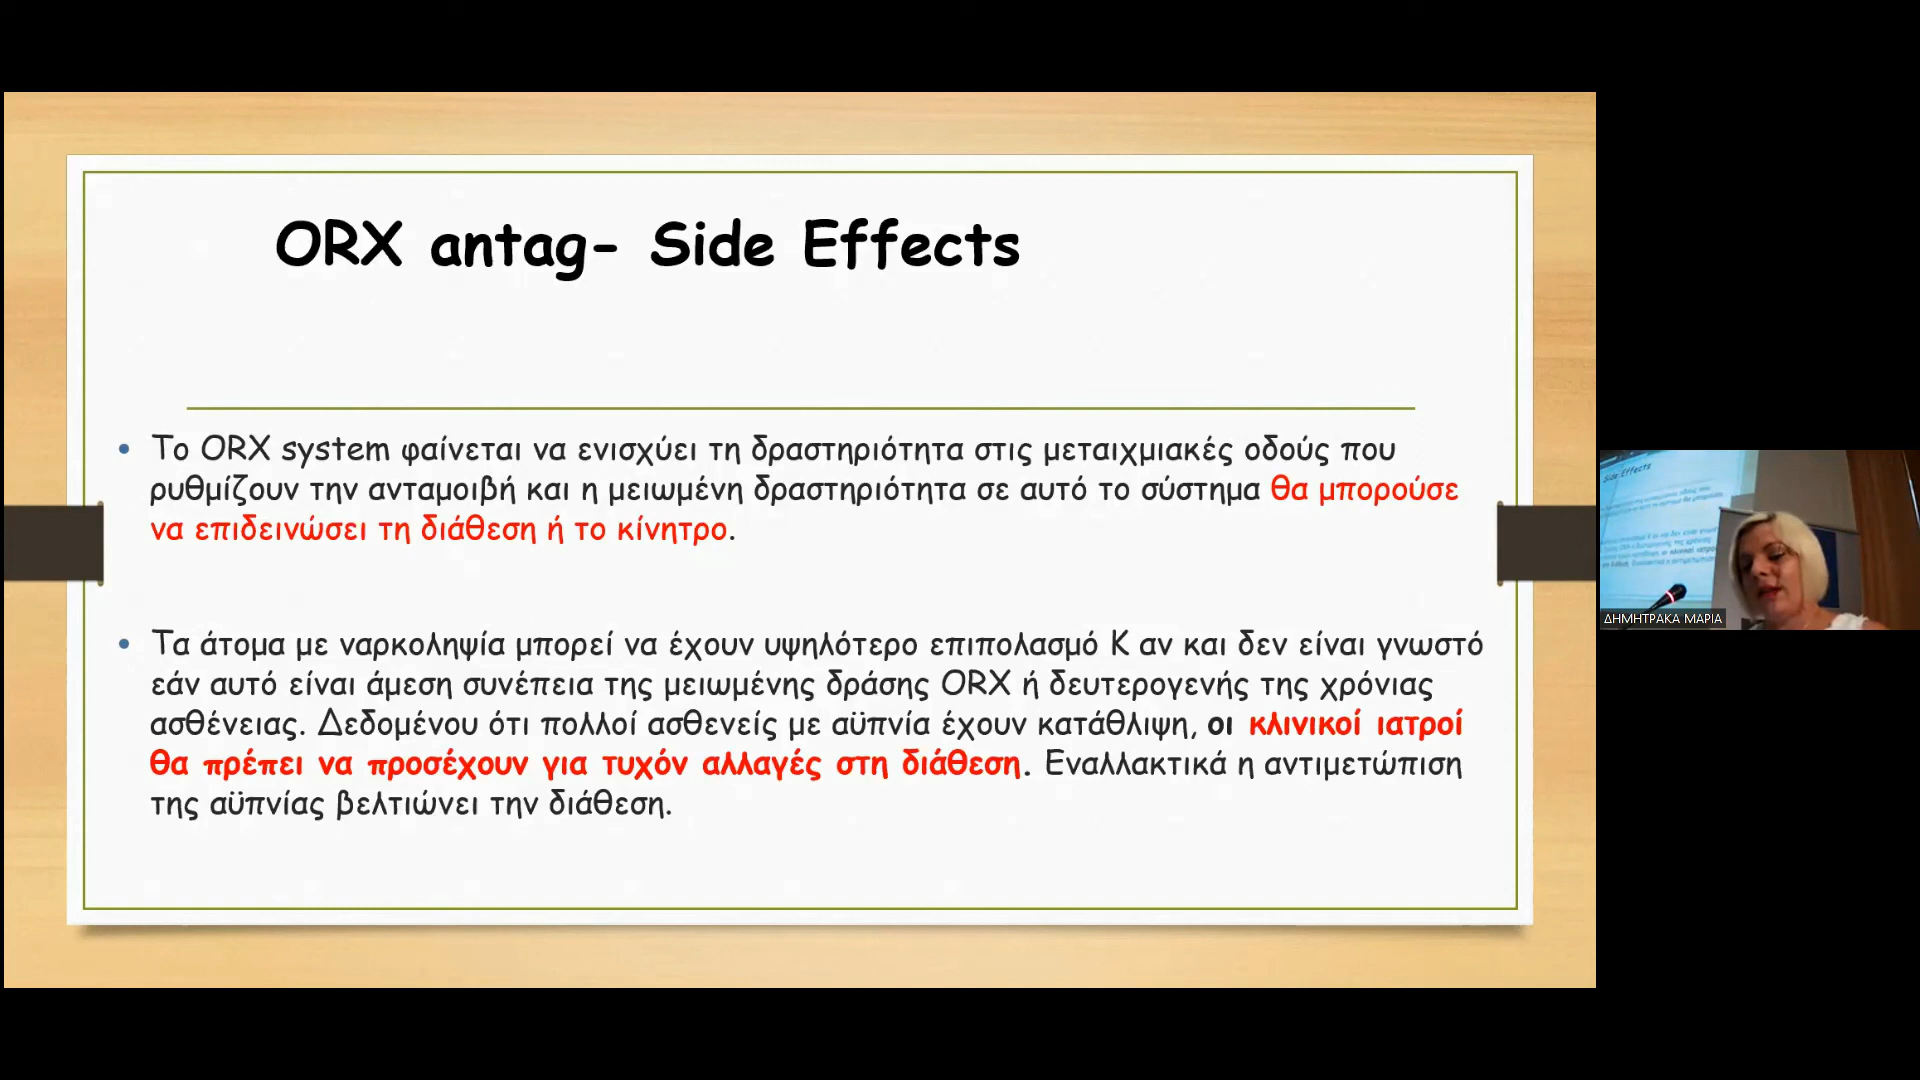 ORX antag- Side Effects
• Το ORX system φαίνεται να ενισχύει τη δραστηριότητα στις μεταιχμιακές οδούς που
ρυθμίζουν την ανταμοιβή και η μειωμένη δραστηριότητα σε αυτό το σύστημα θα μπορούσε
να επιδεινώσει τη διάθεση ή το κίνητρο.
• Τα άτομα με ναρκοληψία μπορεί να έχουν υψηλότερο επιπολασμό Κ αν και δεν είναι γνωστό
εάν αυτό είναι άμεση συνέπεια της μειωμένης δράσης ORX ή δευτερογενής της χρόνιας
ασθένειας. Δεδομένου ότι πολλοί ασθενείς με αϋπνία έχουν κατάθλιψη, οι κλινικοί ιατροί
θα πρέπει να προσέχουν για τυχόν αλλαγές στη διάθεση. Εναλλακτικά η αντιμετώπιση
της αϋπνίας βελτιώνει την διάθεση.
Side Effects
ΔΗΜΗΤΡΑΚΑ ΜΑΡΙΑ